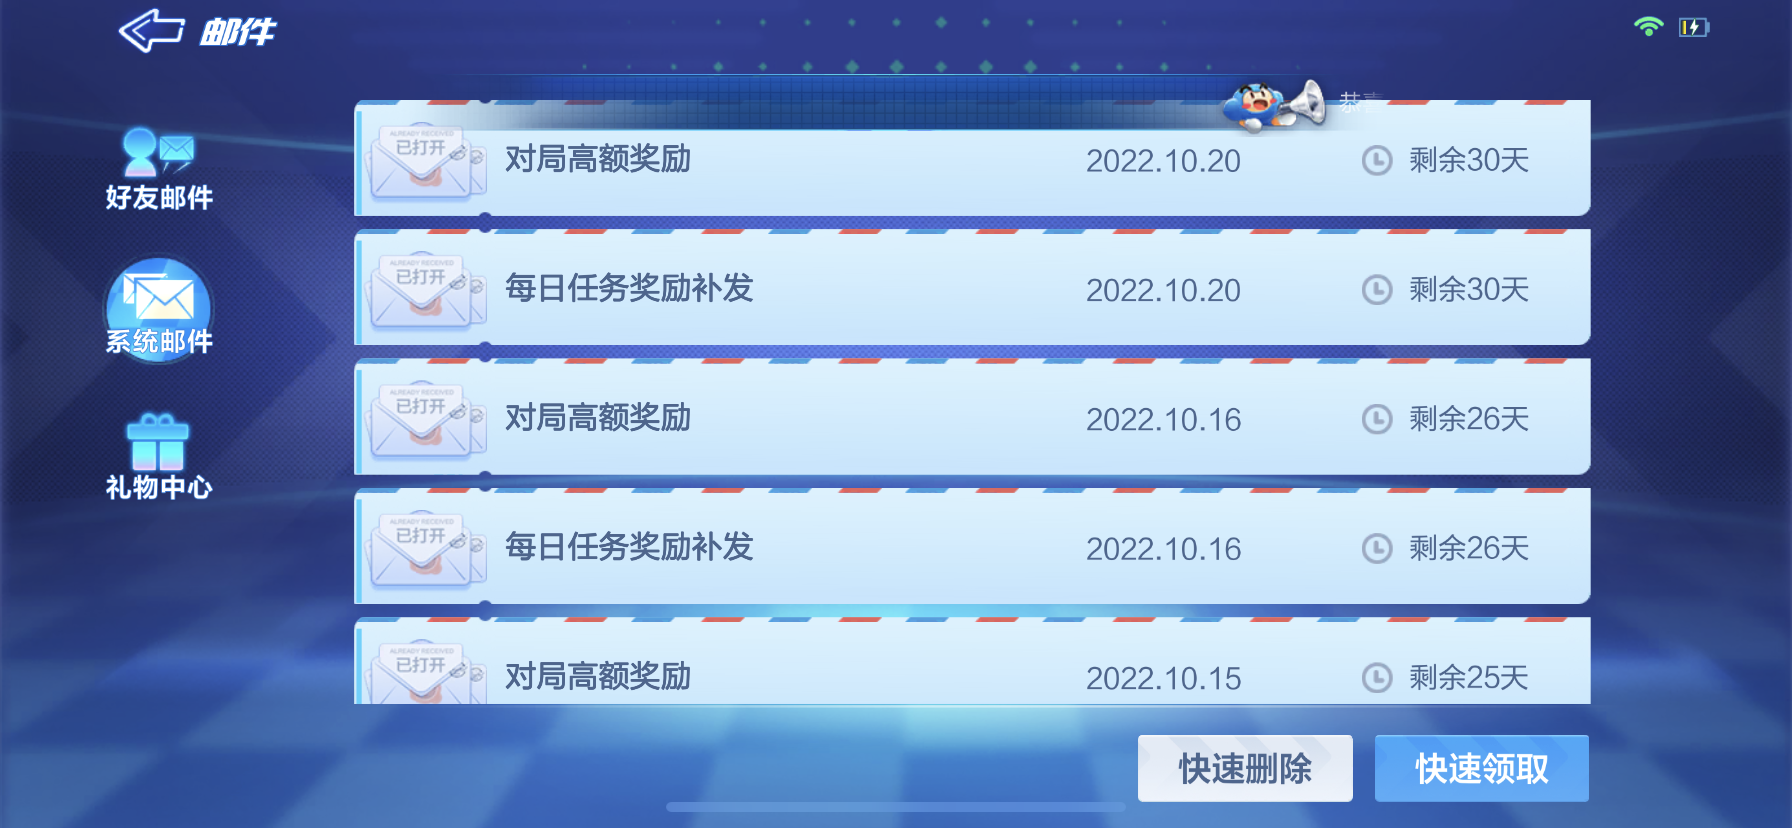 邮件
恭喜
好友邮件
系统邮件
礼物中心
ALREADY RECEIVED
已打开
对局高额奖励
2022.10.20
剩余30天
ALREADY RECEIVED
已打开
每日任务奖励补发
2022.10.20
剩余30天
ALREADY RECEIVED
已打开
对局高额奖励
2022.10.16
剩余26天
ALREADY RECEIVED
已打开
每日任务奖励补发
2022.10.16
剩余26天
ALREADY RECEIVED
已打开
对局高额奖励
2022.10.15
剩余25天
快速删除
快速领取